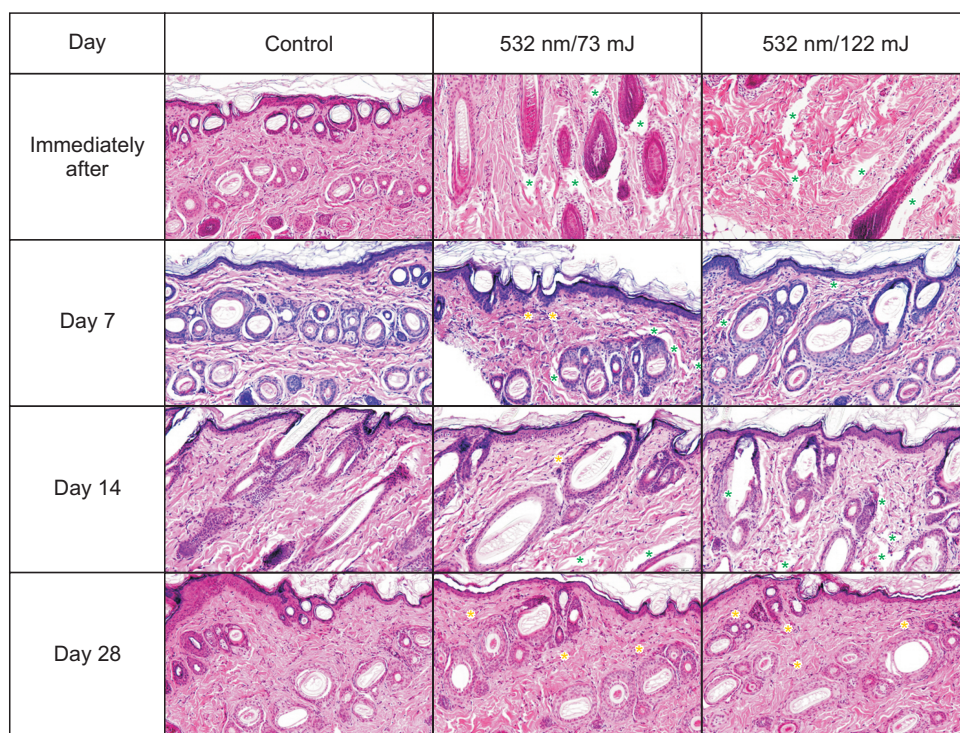 Day
Control
532 nm/73 mJ
532 nm/122 mJ
Immediately
after
Day 7
Day 14
Day 28